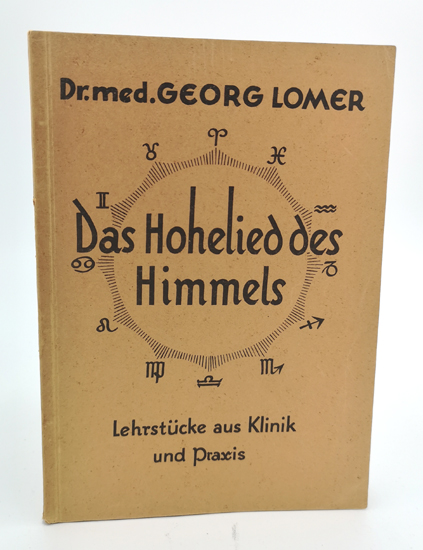 Dr. med. GEORG LOMER
Das Hohelied des
Himmels
Lehrstücke aus Klinik
und Praxis